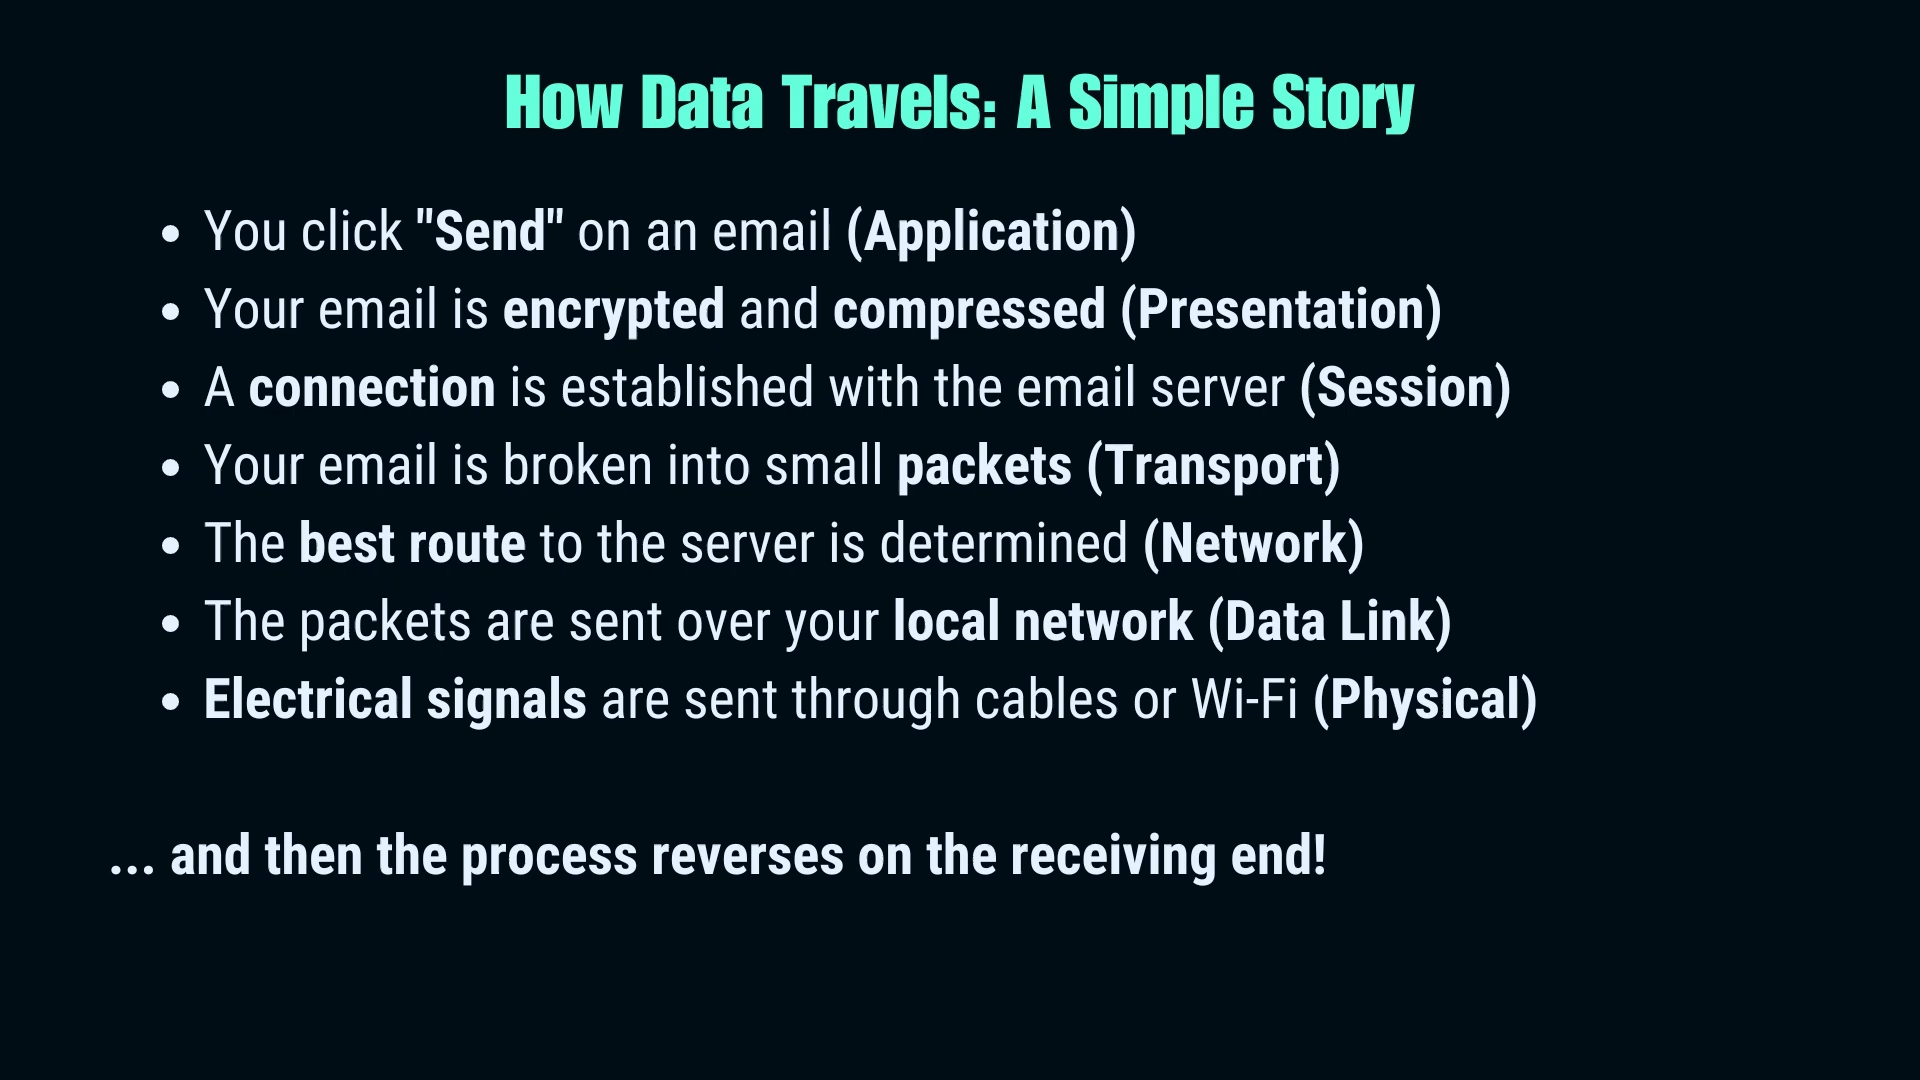 How Data Travels: A Simple Story
• You click "Send" on an email (Application)
• Your email is encrypted and compressed (Presentation)
• A connection is established with the email server (Session)
• Your email is broken into small packets (Transport)
• The best route to the server is determined (Network)
• The packets are sent over your local network (Data Link)
• Electrical signals are sent through cables or Wi-Fi (Physical)
... and then the process reverses on the receiving end!